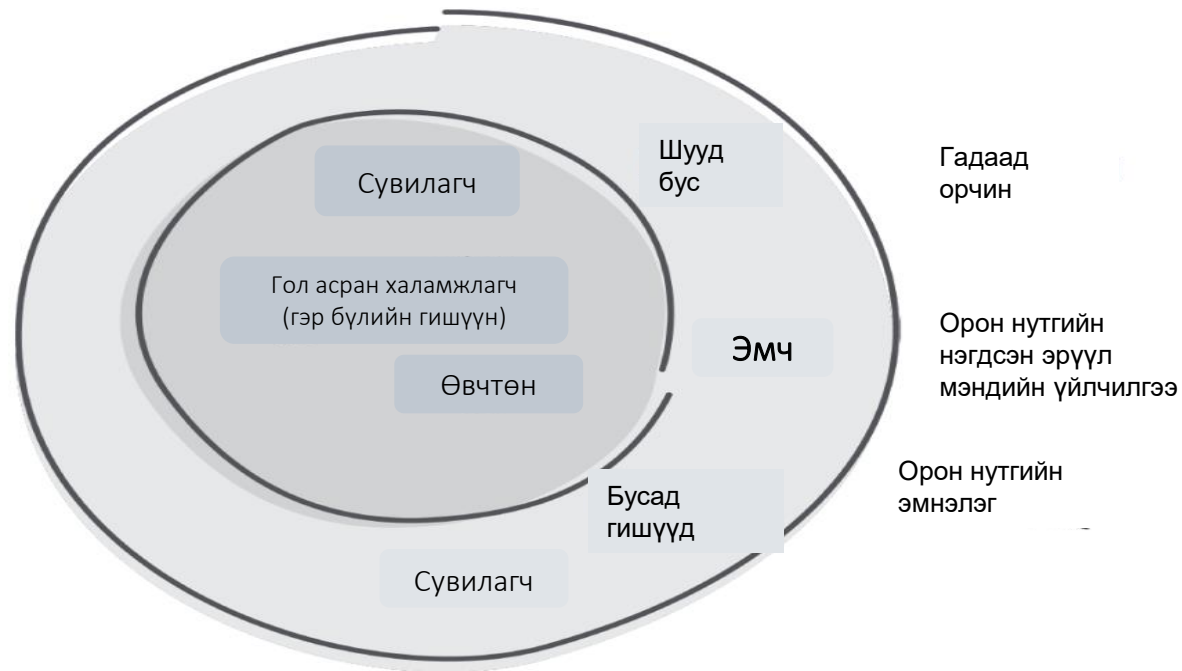 Сувилагч
Гол асран халамжлагч
(гэр бүлийн гишүүн)
Өвчтөн
Шууд
бус
Эмч
Бусад
гишүүд
Сувилагч
Гадаад
орчин
Орон нутгийн
нэгдсэн эрүүл
мэндийн үйлчилгээ
Орон нутгийн
эмнэлэг